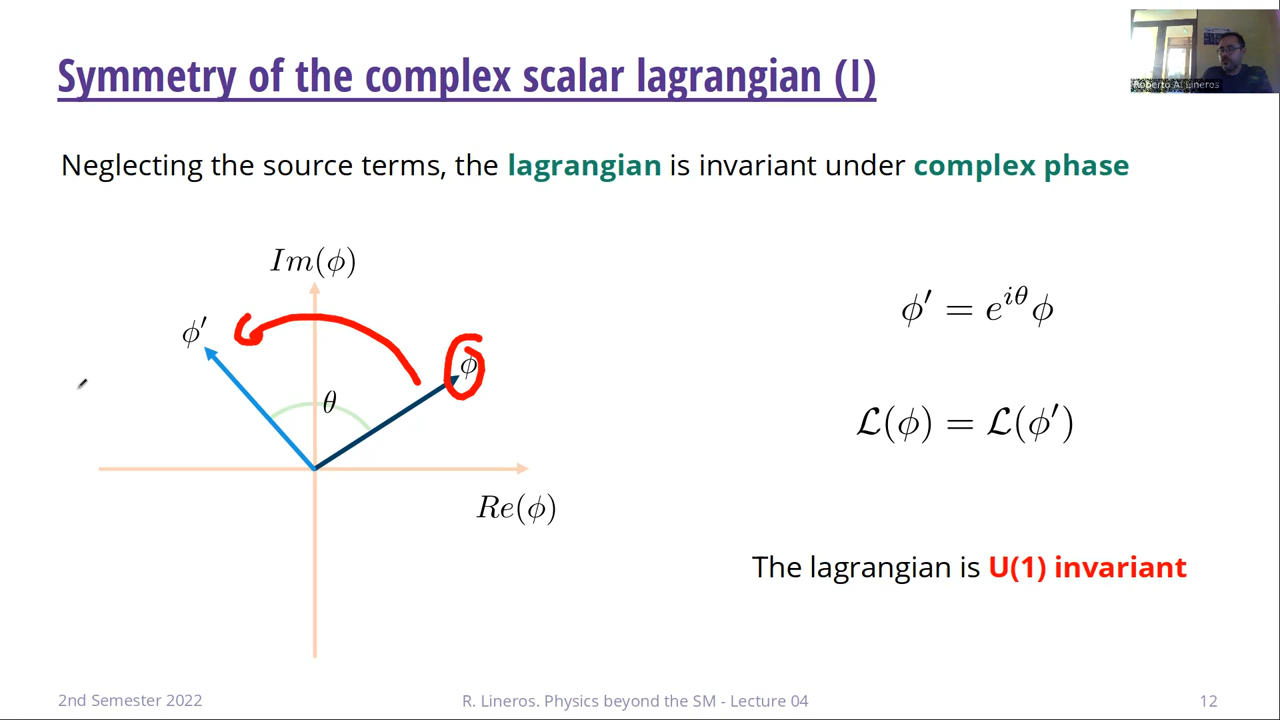 Symmetry of the complex scalar lagrangian (I)
Roberto A. Lineros
Neglecting the source terms, the lagrangian is invariant under complex phase
Im(ϕ)
ϕ′
ϕ
θ
Re(ϕ)
ϕ′ = e^{iθ}ϕ
ℒ(ϕ) = ℒ(ϕ′)
The lagrangian is U(1) invariant
2nd Semester 2022
R. Lineros. Physics beyond the SM - Lecture 04
12